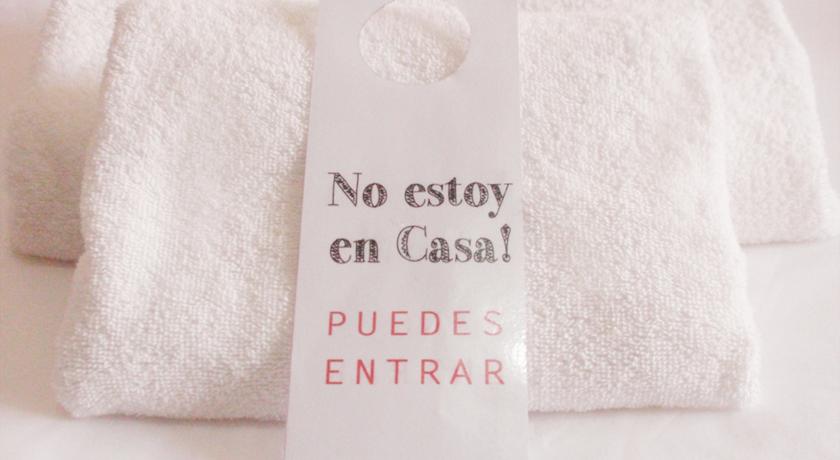 No estoy
en Casa!
PUEDES
ENTRAR